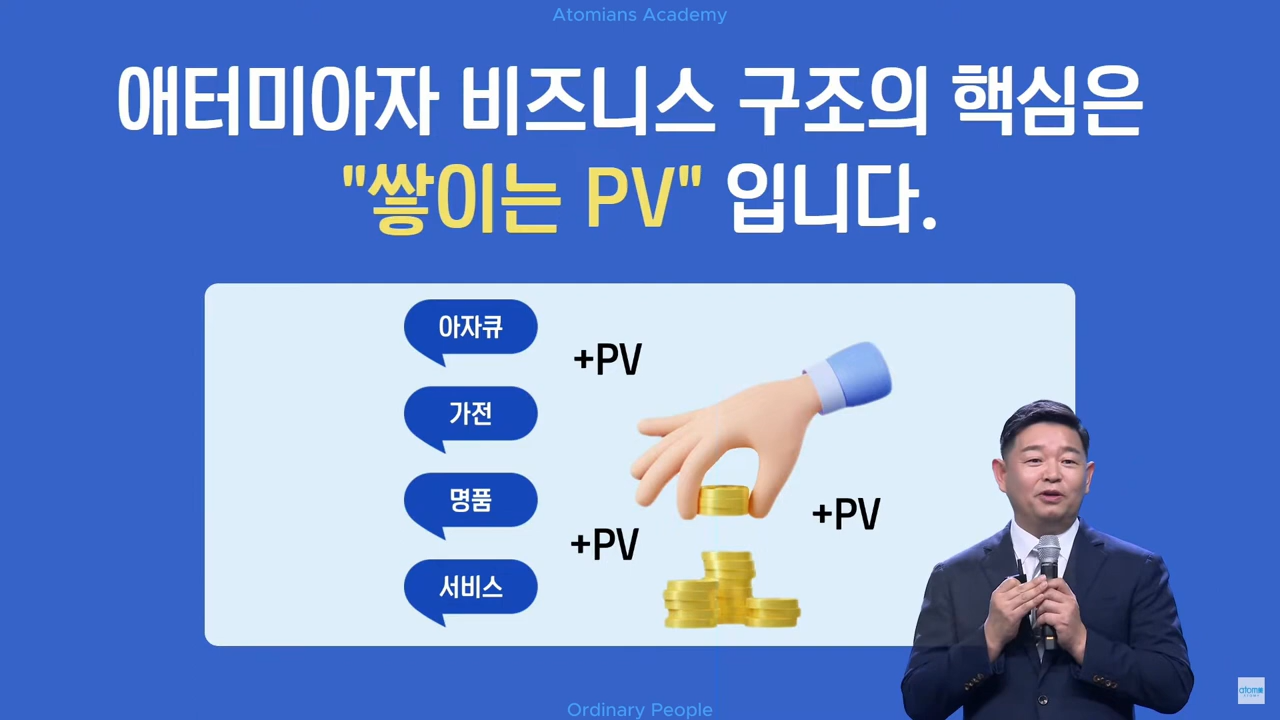 Atomians Academy
애터미아자 비즈니스 구조의 핵심은
"쌓이는 PV" 입니다.
아자큐
+PV
가전
명품
+PV
+PV
서비스
Ordinary People